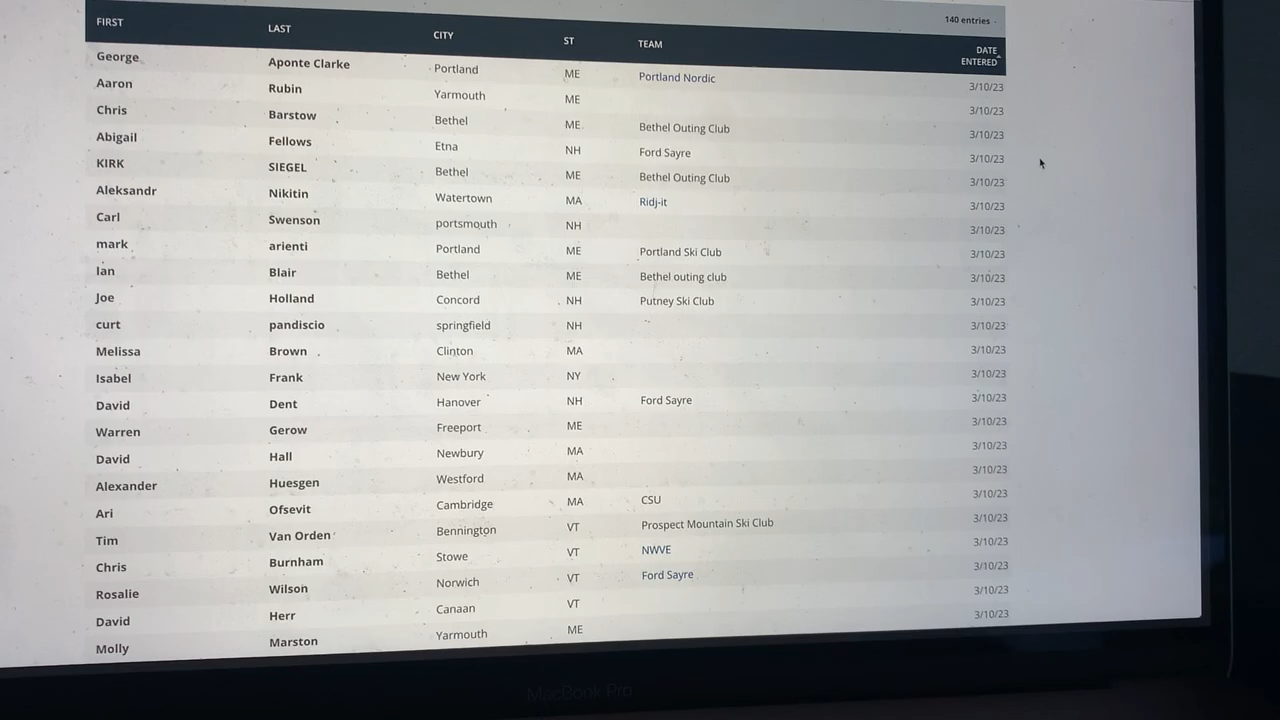 140 entries
FIRST LAST CITY ST TEAM DATE ENTERED
George Aponte Clarke Portland ME Portland Nordic 3/10/23
Aaron Rubin Yarmouth ME 3/10/23
Chris Barstow Bethel ME Bethel Outing Club 3/10/23
Abigail Fellows Etna NH Ford Sayre 3/10/23
KIRK SIEGEL Bethel ME Bethel Outing Club 3/10/23
Aleksandr Nikitin Watertown MA Ridj-it 3/10/23
Carl Swenson portsmouth NH 3/10/23
mark arienti Portland ME Portland Ski Club 3/10/23
Ian Blair Bethel ME Bethel outing club 3/10/23
Joe Holland Concord NH Putney Ski Club 3/10/23
curt pandiscio springfield NH 3/10/23
Melissa Brown Clinton MA 3/10/23
Isabel Frank New York NY 3/10/23
David Dent Hanover NH Ford Sayre 3/10/23
Warren Gerow Freeport ME 3/10/23
David Hall Newbury MA 3/10/23
Alexander Huesgen Westford MA 3/10/23
Ari Ofsevit Cambridge MA CSU 3/10/23
Tim Van Orden Bennington VT Prospect Mountain Ski Club 3/10/23
Chris Burnham Stowe VT NWVE 3/10/23
Rosalie Wilson Norwich VT Ford Sayre 3/10/23
David Herr Canaan VT 3/10/23
Molly Marston Yarmouth ME 3/10/23
MacBook Pro